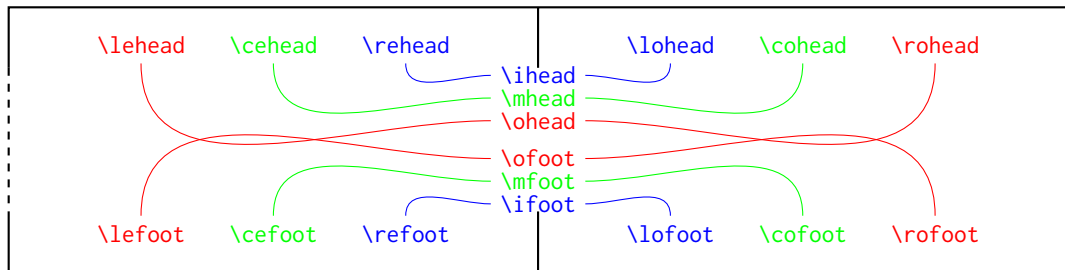 \lehead \cehead \rehead \lohead \cohead \rohead
\ihead
\mhead
\ohead
\ofoot
\mfoot
\ifoot
\lefoot \cefoot \refoot \lofoot \cofoot \rofoot